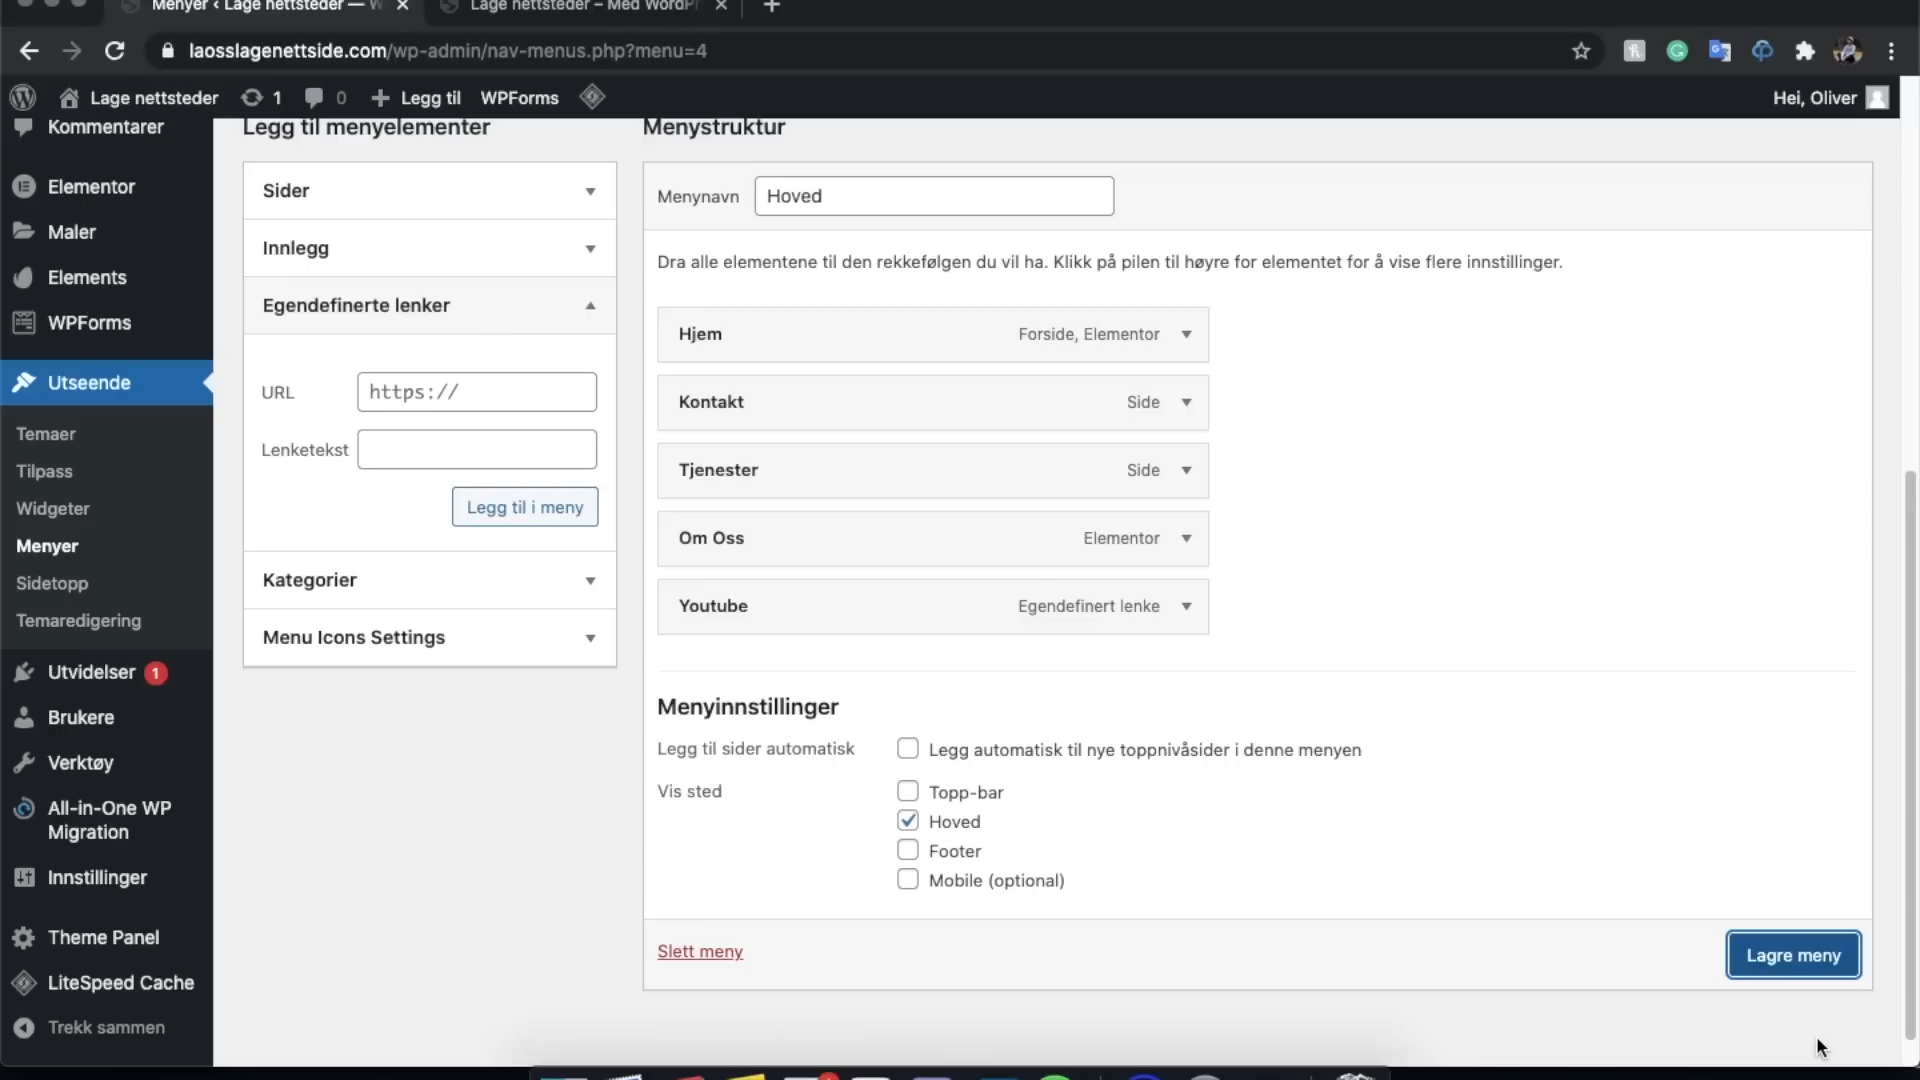 Menyer ‹ Lage nettsteder — W
Lage nettsteder – Med WordPr
laosslagenettside.com/wp-admin/nav-menus.php?menu=4
Lage nettsteder 1 0 Legg til WPForms Hei, Oliver
Kommentarer
Elementor
Maler
Elements
WPForms
Utseende
Temaer
Tilpass
Widgeter
Menyer
Sidetopp
Temaredigering
Utvidelser 1
Brukere
Verktøy
All-in-One WP
Migration
Innstillinger
Theme Panel
LiteSpeed Cache
Trekk sammen
Legg til menyelementer
Sider
Innlegg
Egendefinerte lenker
URL https://
Lenketekst
Legg til i meny
Kategorier
Menu Icons Settings
Menystruktur
Menynavn Hoved
Dra alle elementene til den rekkefølgen du vil ha. Klikk på pilen til høyre for elementet for å vise flere innstillinger.
Hjem Forside, Elementor
Kontakt Side
Tjenester Side
Om Oss Elementor
Youtube Egendefinert lenke
Menyinnstillinger
Legg til sider automatisk Legg automatisk til nye toppnivåsider i denne menyen
Vis sted Topp-bar
Hoved
Footer
Mobile (optional)
Slett meny Lagre meny